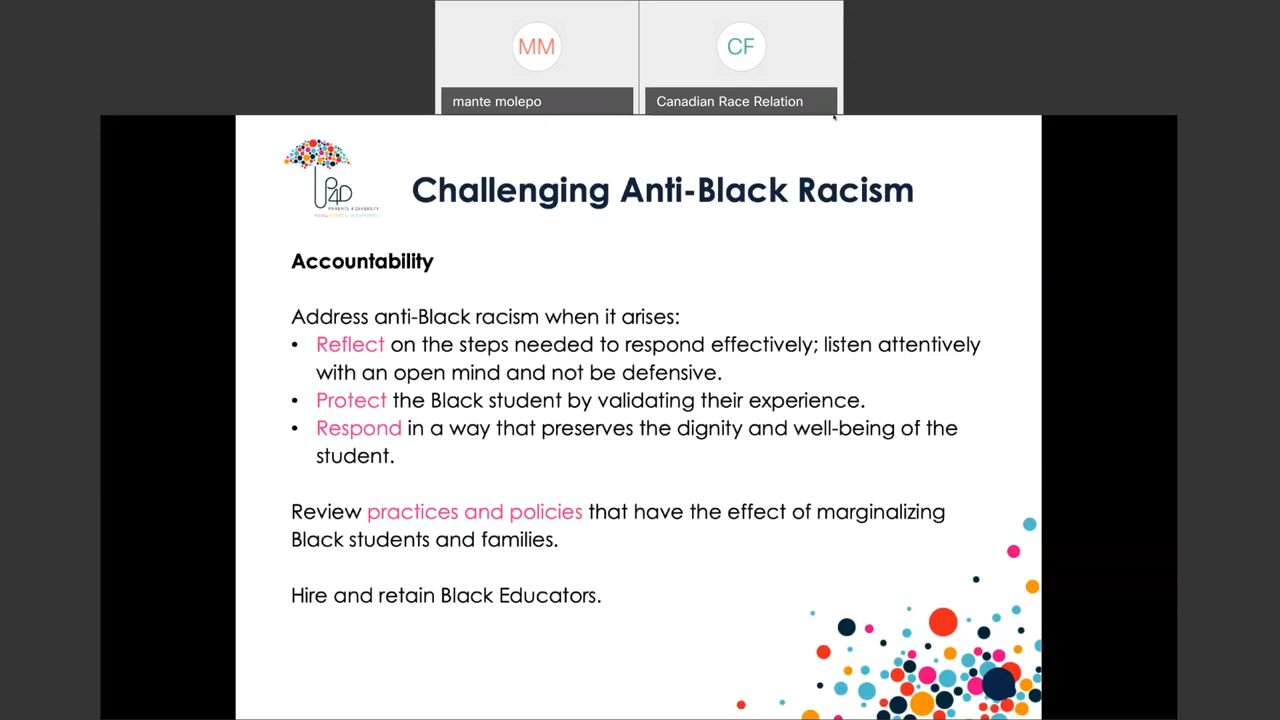 MM
CF
mante molepo
Canadian Race Relation
P4D
PARENTS 4 DIVERSITY
Challenging Anti-Black Racism
Accountability
Address anti-Black racism when it arises:
• Reflect on the steps needed to respond effectively; listen attentively
with an open mind and not be defensive.
• Protect the Black student by validating their experience.
• Respond in a way that preserves the dignity and well-being of the
student.
Review practices and policies that have the effect of marginalizing
Black students and families.
Hire and retain Black Educators.